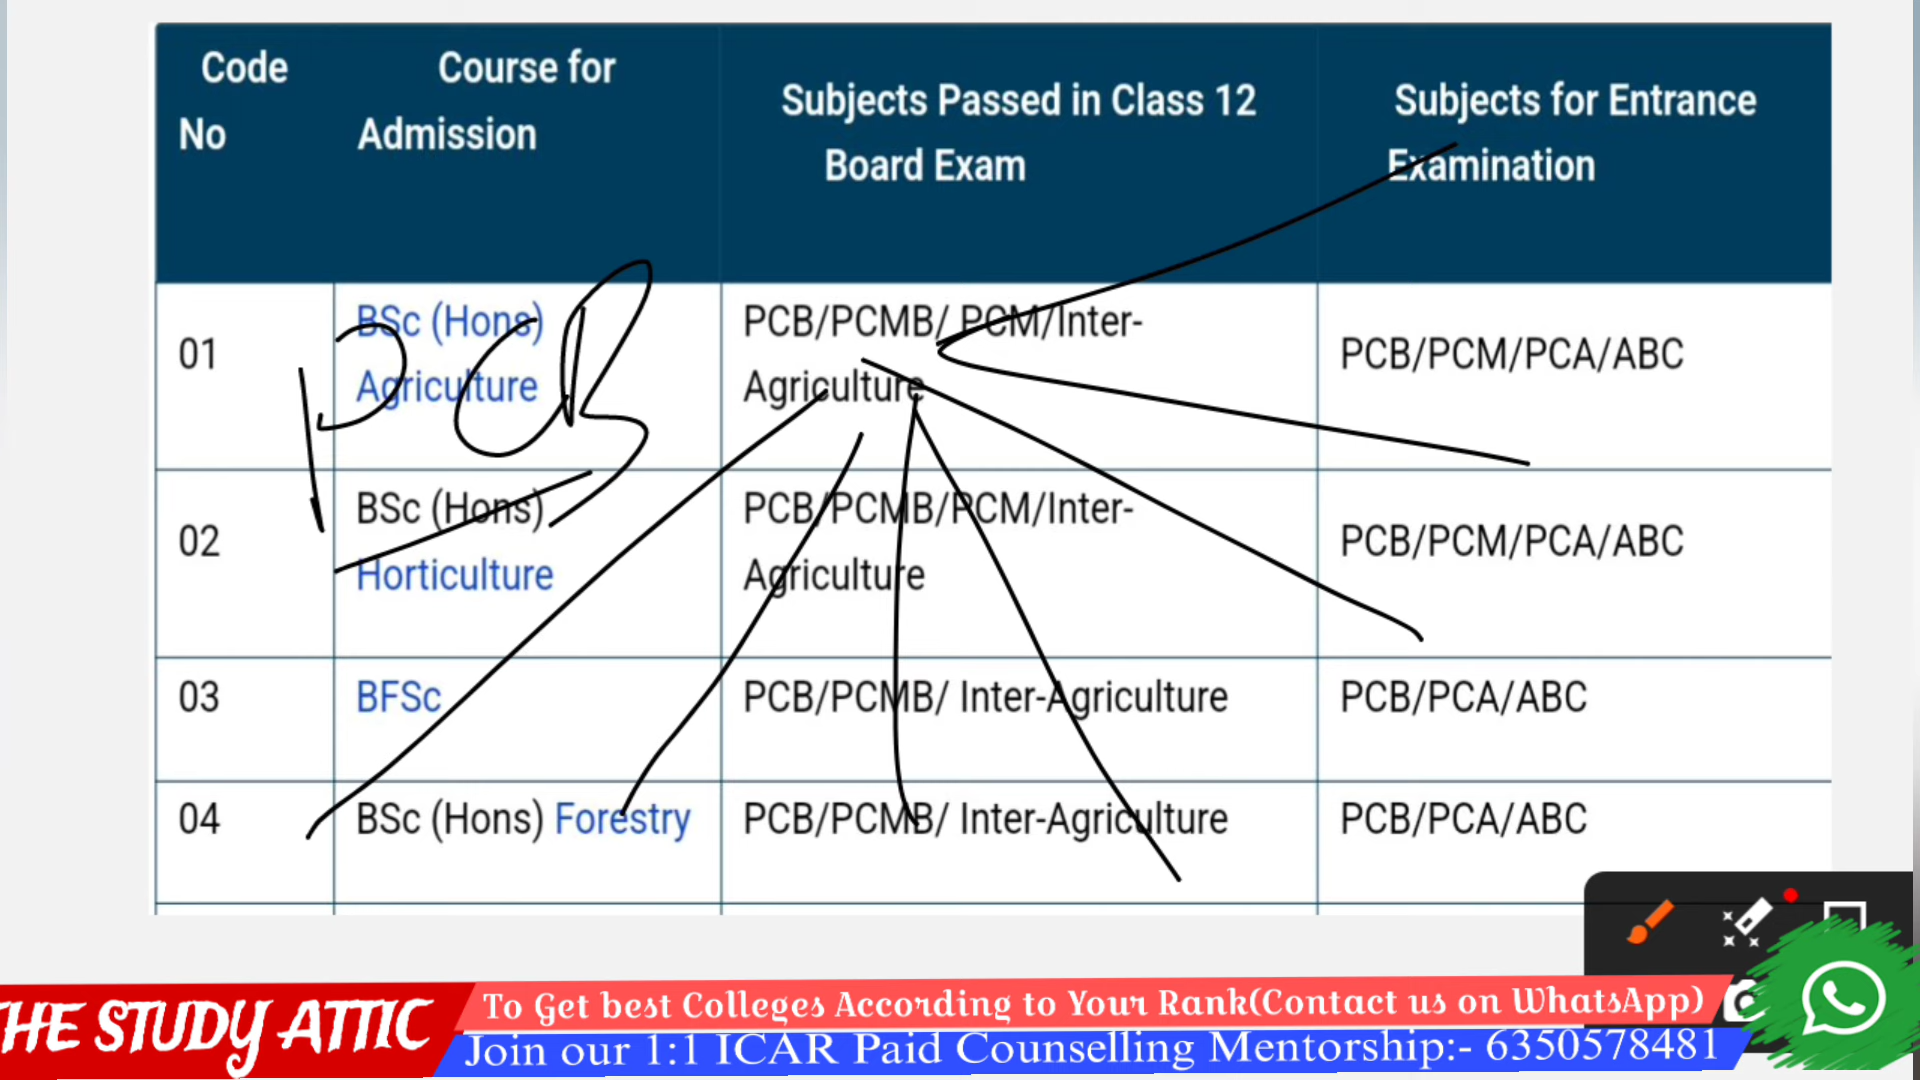 Code
No
Course for
Admission
Subjects Passed in Class 12
Board Exam
Subjects for Entrance
Examination
01
BSc (Hons)
Agriculture
PCB/PCMB/ PCM/Inter-
Agriculture
PCB/PCM/PCA/ABC
PCB
02
BSc (Hons)
Horticulture
PCB/PCMB/PCM/Inter-
Agriculture
PCB/PCM/PCA/ABC
03
BFSc
PCB/PCMB/ Inter-Agriculture
PCB/PCA/ABC
04
BSc (Hons) Forestry
PCB/PCMB/ Inter-Agriculture
PCB/PCA/ABC
HE STUDY ATTIC
To Get best Colleges According to Your Rank(Contact us on WhatsApp)
Join our 1:1 ICAR Paid Counselling Mentorship:- 6350578481